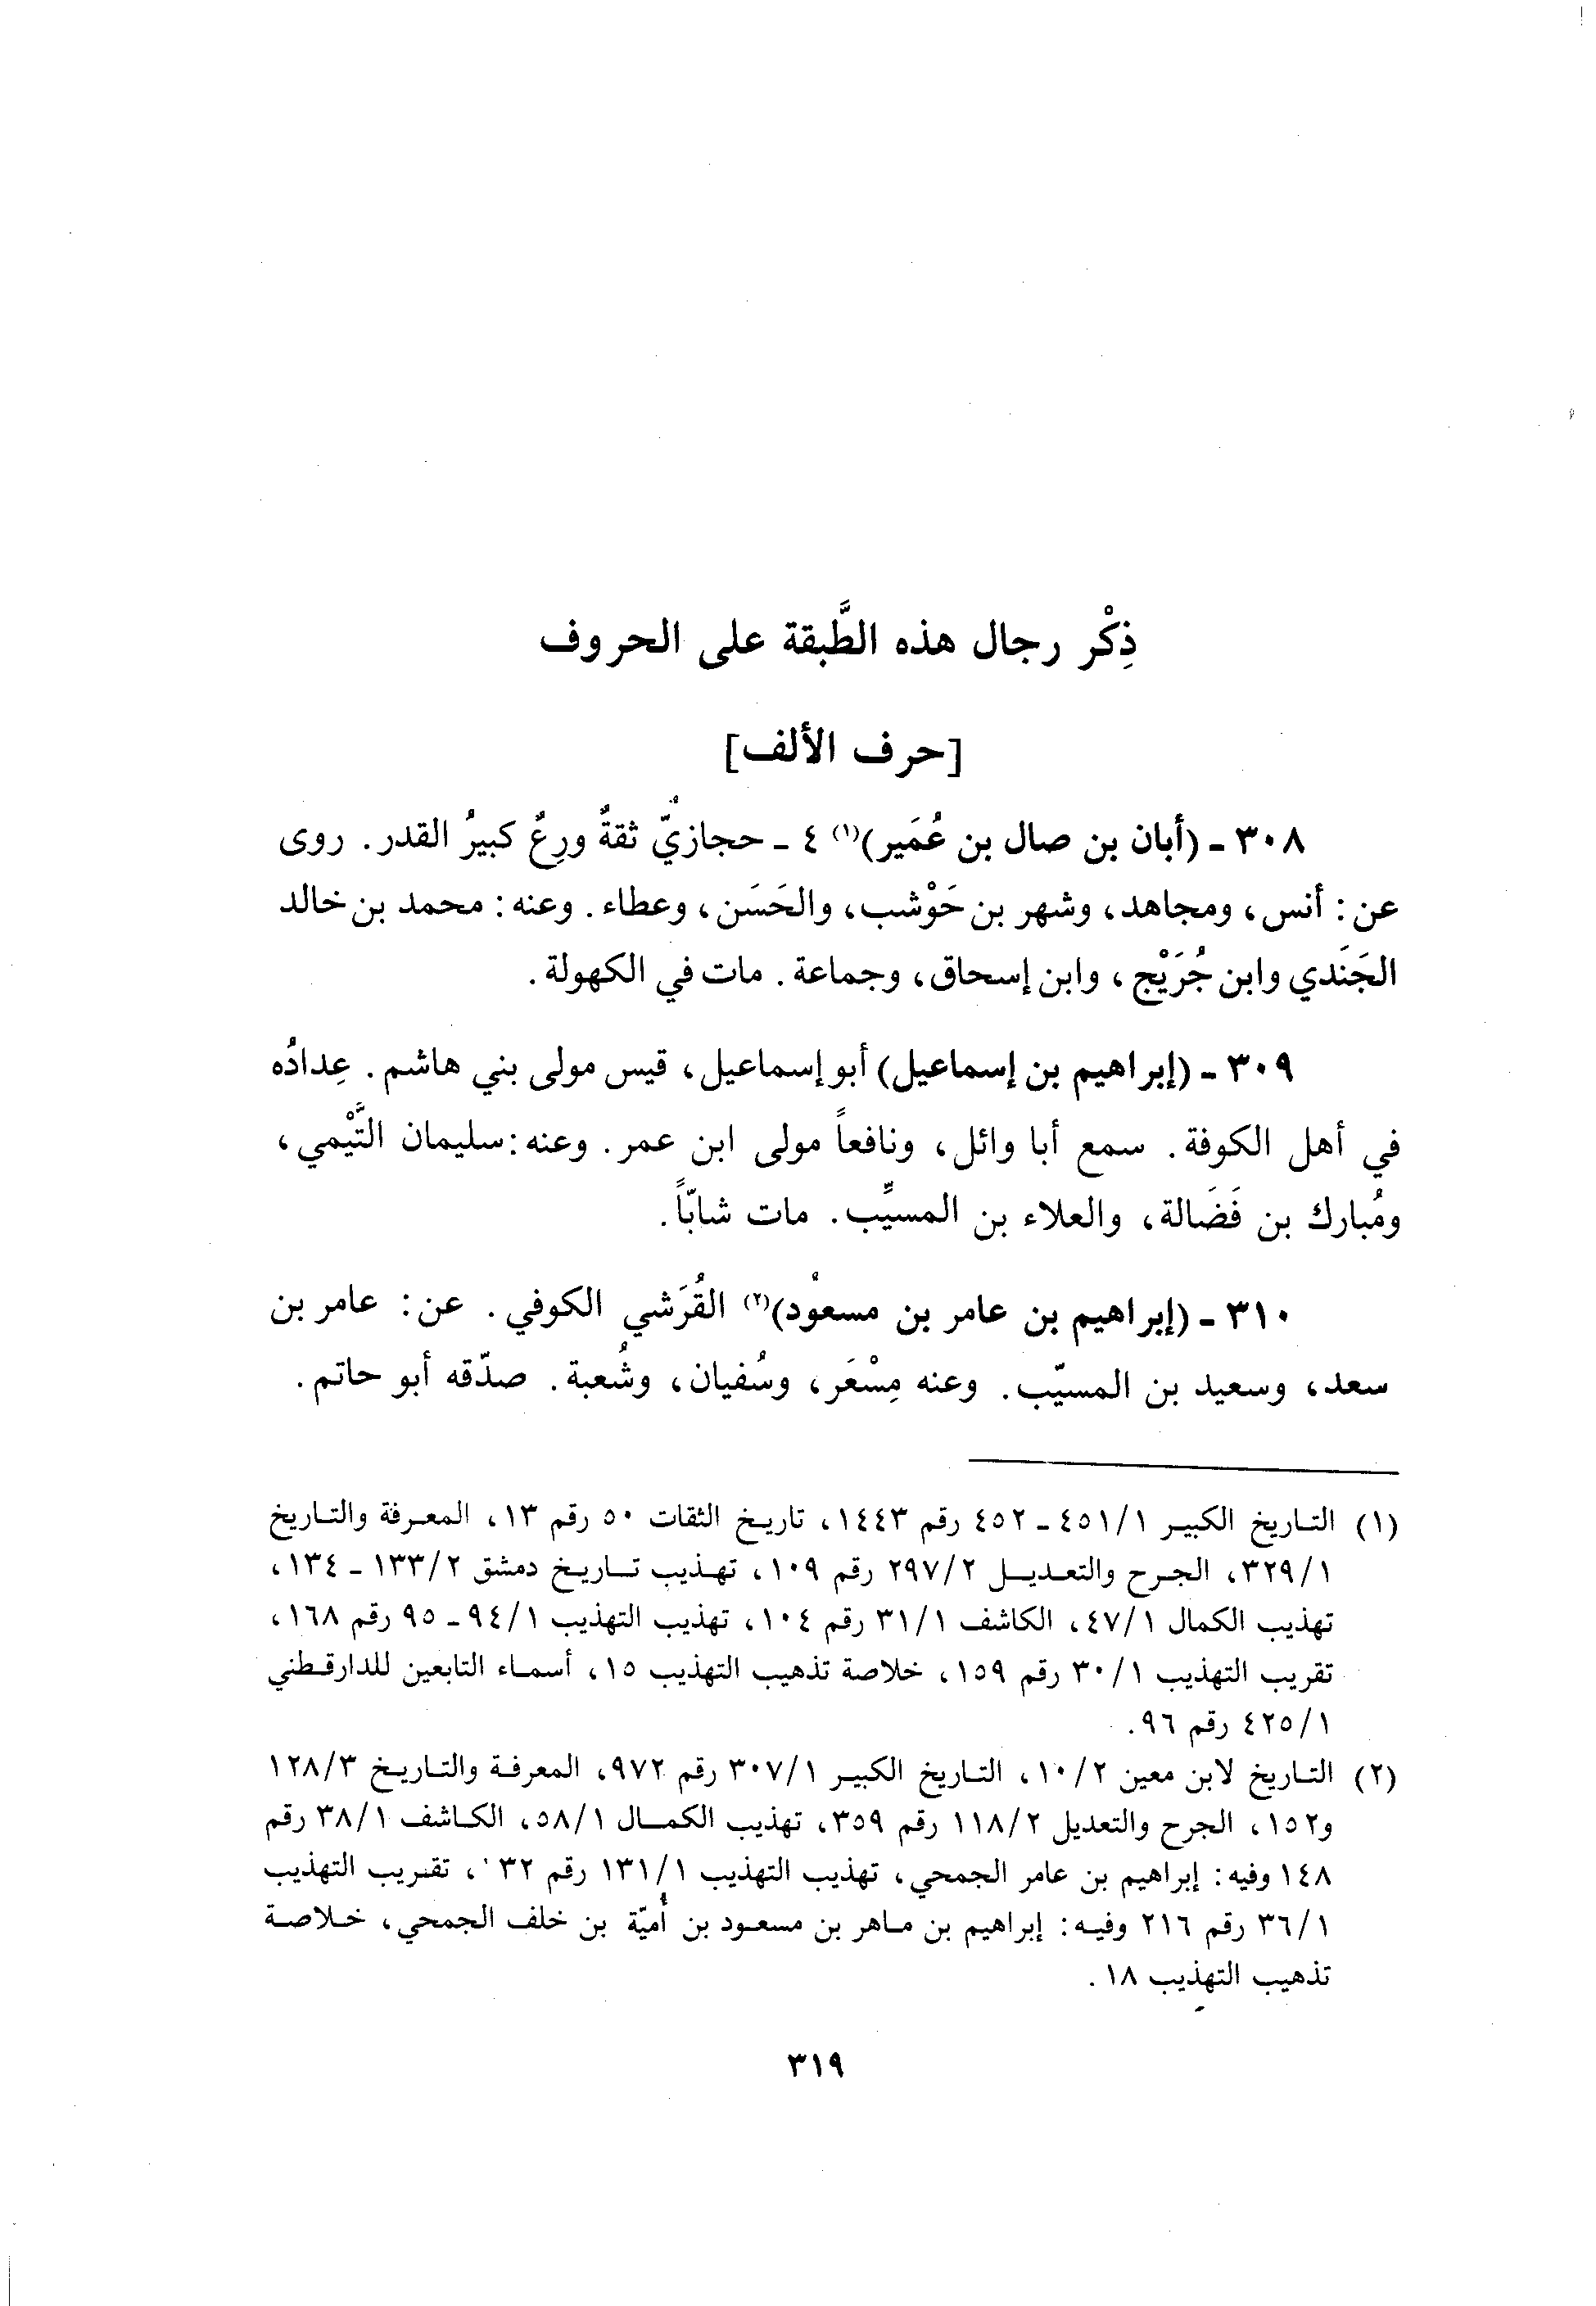 ذِكْر رجال هذه الطَّبقة على الحروف
[حرف الألف]
٣٠٨ - (أبان بن صال بن عُمَير)(١) ٤ - حجازيٌّ ثقةٌ ورِعٌ كبيرُ القدر. روى
عن: أنس، ومجاهد، وشهر بن حَوْشب، والحَسَن، وعطاء. وعنه: محمد بن خالد
الجَنَدي وابن جُرَيْج، وابن إسحاق، وجماعة. مات في الكهولة.
٣٠٩ - (إبراهيم بن إسماعيل) أبو إسماعيل، قيس مولى بني هاشم. عِدادُه
في أهل الكوفة. سمع أبا وائل، ونافعاً مولى ابن عمر. وعنه: سليمان التَّيْمي،
ومُبارك بن فَضَالة، والعلاء بن المسيِّب. مات شابّاً.
٣١٠ - (إبراهيم بن عامر بن مسعُود)(٢) القُرَشي الكوفي. عن: عامر بن
سعد، وسعيد بن المسيّب. وعنه مِسْعَر، وسُفيان، وشُعبة. صدّقه أبو حاتم.
(١) التاريخ الكبير ٤٥١/١ - ٤٥٢ رقم ١٤٤٣، تاريخ الثقات ٥٠ رقم ١٣، المعرفة والتاريخ
٣٢٩/١، الجرح والتعديل ٢٩٧/٢ رقم ١٠٩، تهذيب تاريخ دمشق ١٣٣/٢ - ١٣٤،
تهذيب الكمال ٤٧/١، الكاشف ٣١/١ رقم ١٠٤، تهذيب التهذيب ٩٤/١ - ٩٥ رقم ١٦٨،
تقريب التهذيب ٣٠/١ رقم ١٥٩، خلاصة تذهيب التهذيب ١٥، أسماء التابعين للدارقطني
٤٢٥/١ رقم ٩٦.
(٢) التاريخ لابن معين ١٠/٢، التاريخ الكبير ٣٠٧/١ رقم ٩٧٢، المعرفة والتاريخ ١٢٨/٣
و١٥٢، الجرح والتعديل ١١٨/٢ رقم ٣٥٩، تهذيب الكمال ٥٨/١، الكاشف ٣٨/١ رقم
١٤٨ وفيه: إبراهيم بن عامر الجمحي، تهذيب التهذيب ١٣١/١ رقم ٣٢، تقريب التهذيب
٣٦/١ رقم ٢١٦ وفيه: إبراهيم بن ماهر بن مسعود بن أُميّة بن خلف الجمحي، خلاصة
تذهيب التهذيب ١٨.
٣١٩